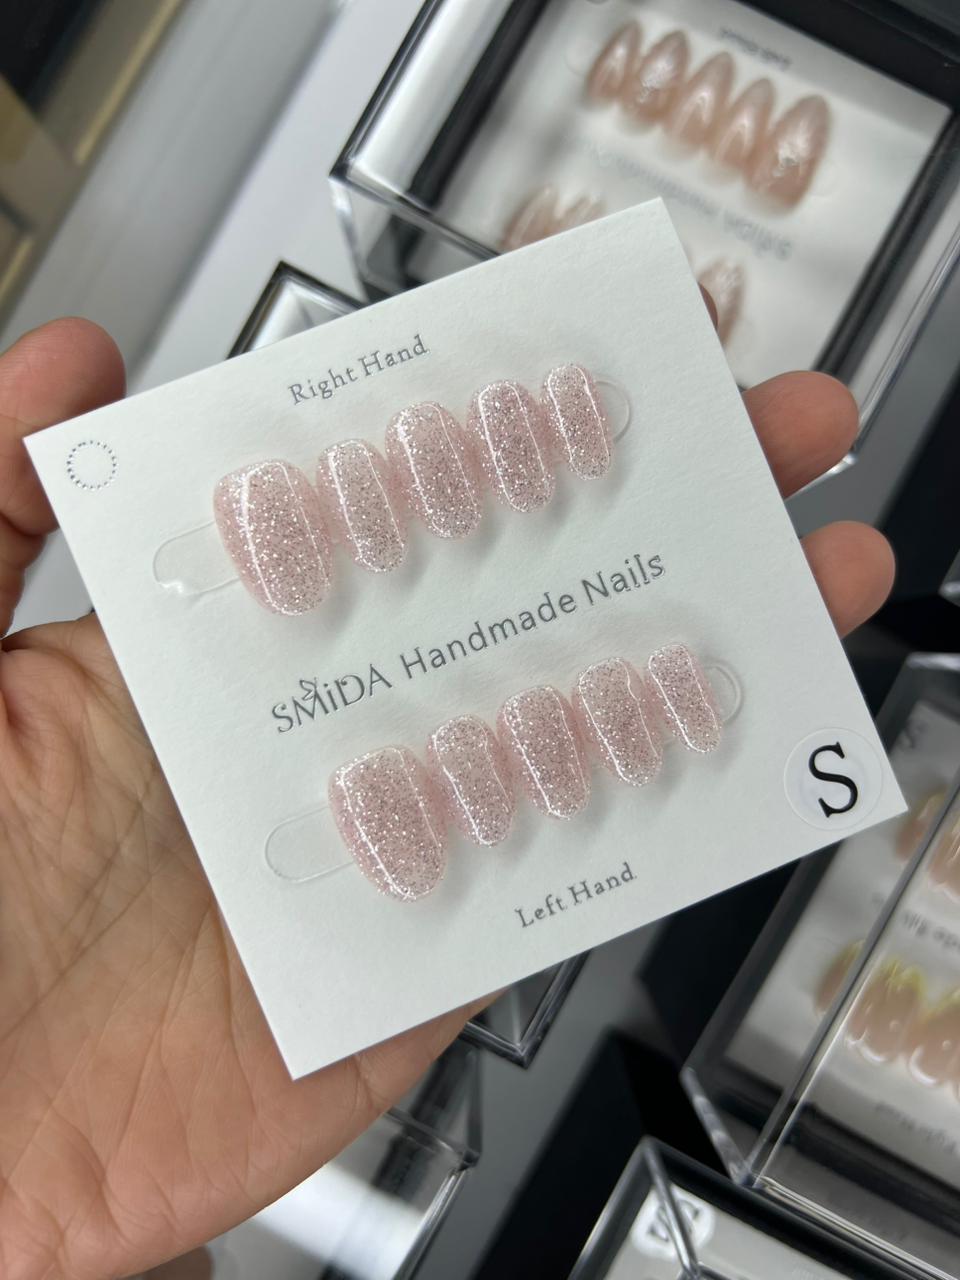 Right Hand
SMiDA Handmade Nails
Left Hand
S